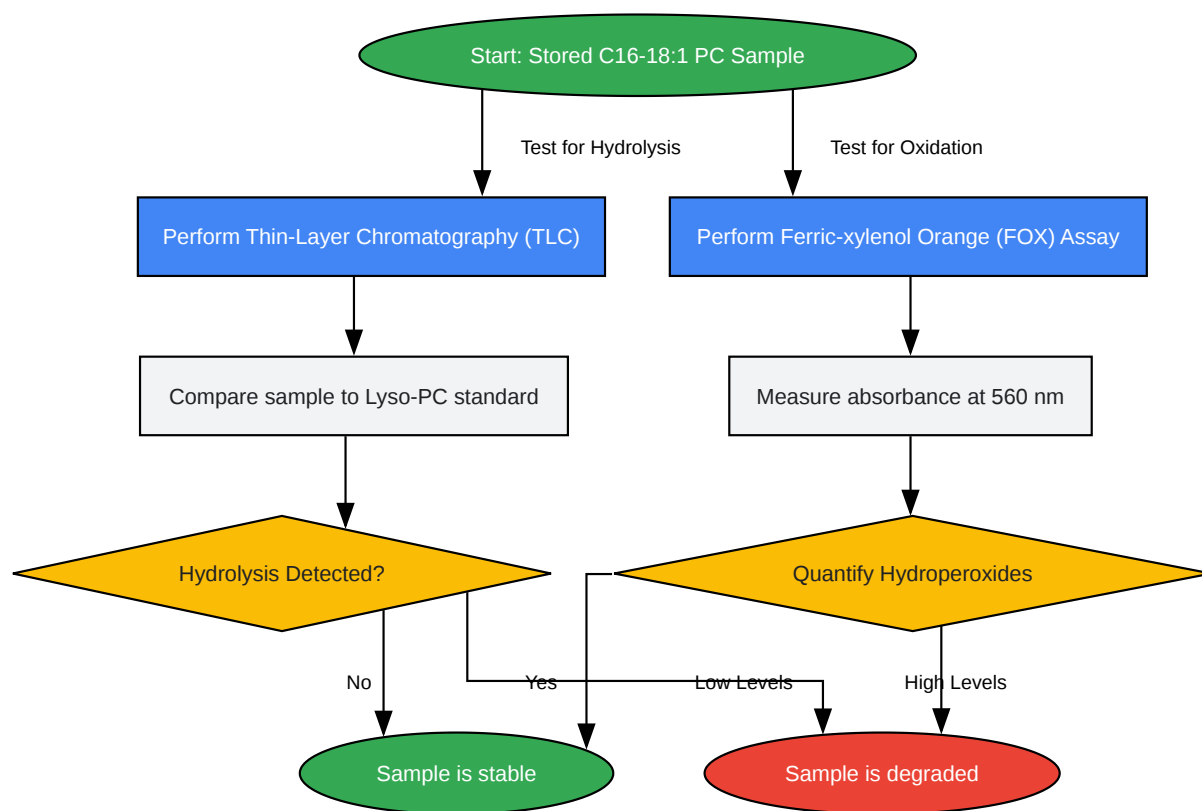 Start: Stored C16-18:1 PC Sample
Test for Hydrolysis
Test for Oxidation
Perform Thin-Layer Chromatography (TLC)
Perform Ferric-xylenol Orange (FOX) Assay
Compare sample to Lyso-PC standard
Measure absorbance at 560 nm
Hydrolysis Detected?
Quantify Hydroperoxides
No
Yes
Low Levels
High Levels
Sample is stable
Sample is degraded